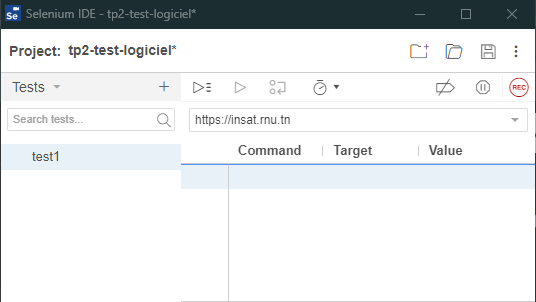 Se Selenium IDE - tp2-test-logiciel*
Project: tp2-test-logiciel*
Tests
REC
Search tests...
https://insat.rnu.tn
test1
Command Target Value